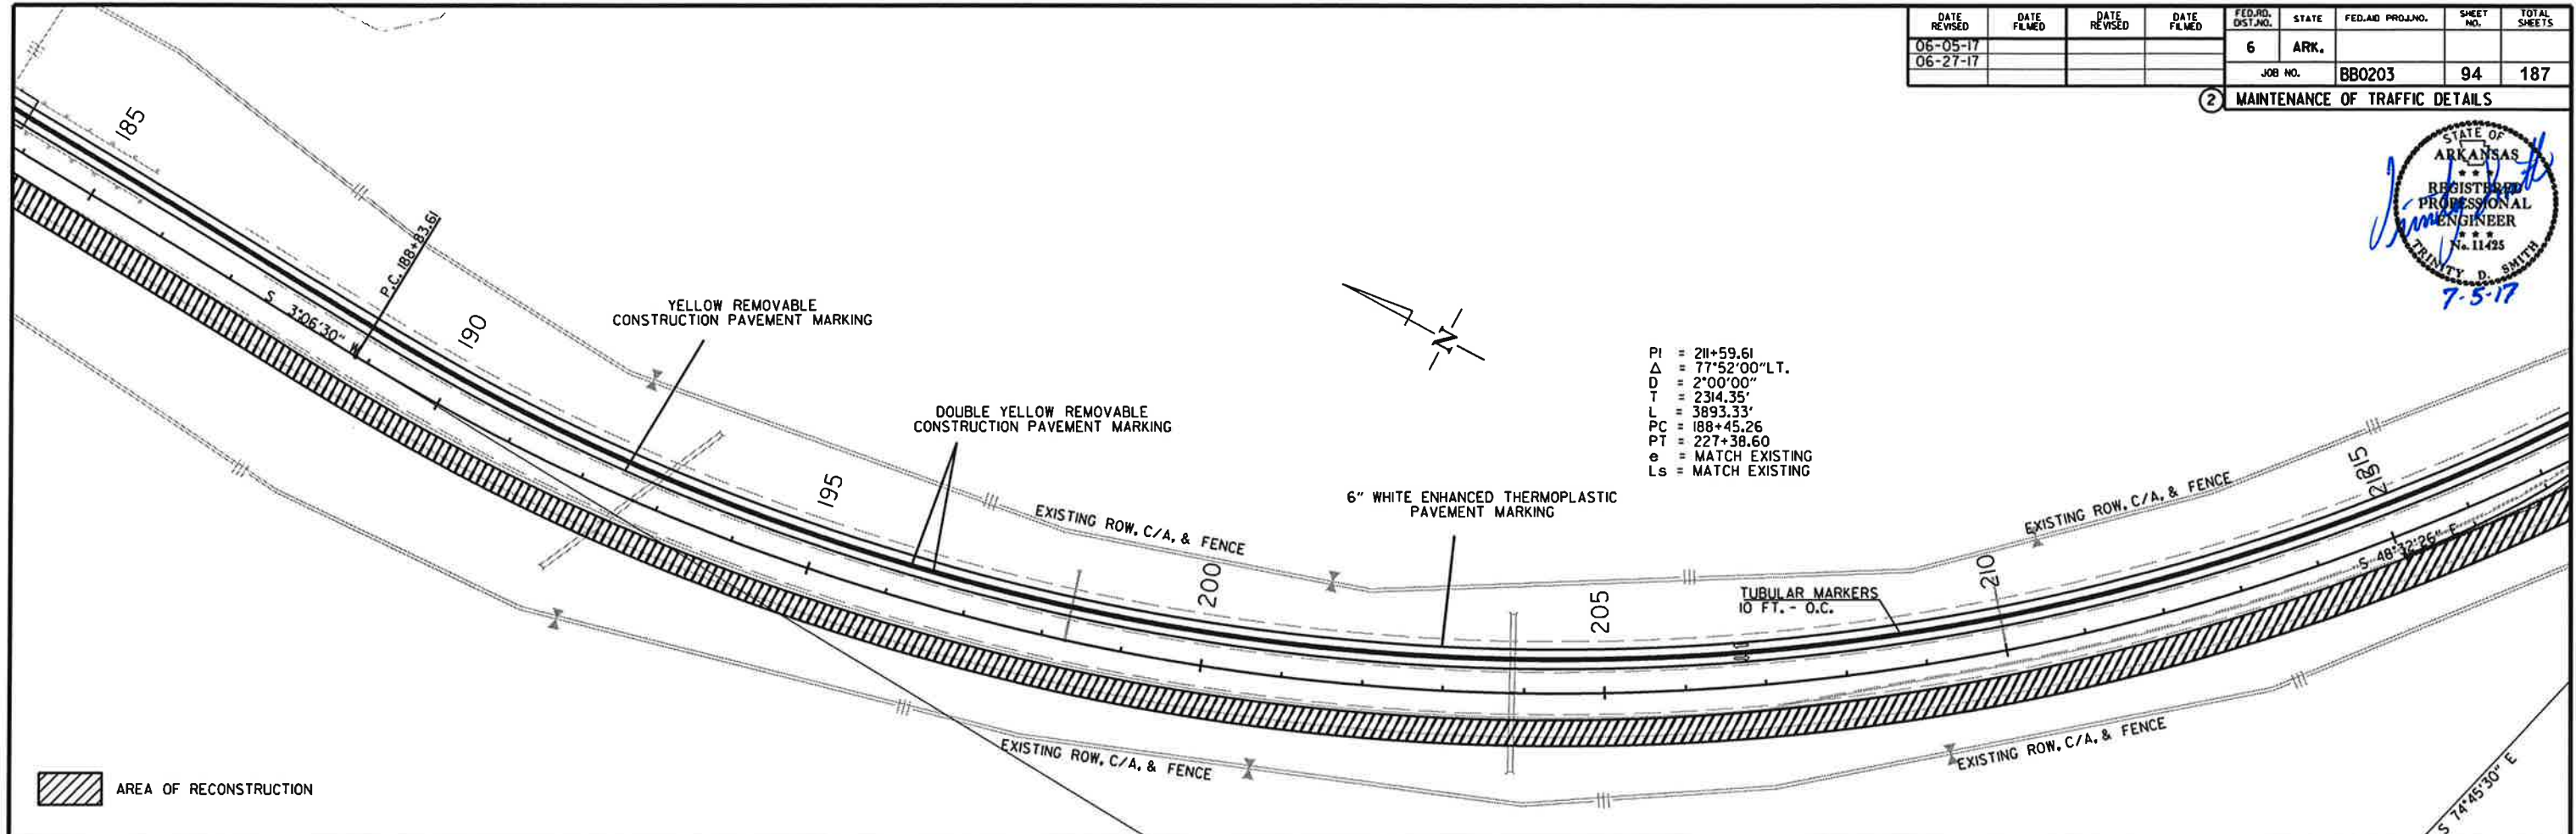 DATE REVISED
DATE FILMED
DATE REVISED
DATE FILMED
FED.RD. DIST.NO.
STATE
FED.AID PROJ.NO.
SHEET NO.
TOTAL SHEETS
06-05-17
6
ARK.
06-27-17
JOB NO.
BB0203
94
187
2
MAINTENANCE OF TRAFFIC DETAILS
STATE OF
ARKANSAS
REGISTERED
PROFESSIONAL
ENGINEER
No. 11425
TRINITY D. SMITH
7-5-17
185
P.C. 188+83.61
S 3°06'30" W
190
YELLOW REMOVABLE
CONSTRUCTION PAVEMENT MARKING
DOUBLE YELLOW REMOVABLE
CONSTRUCTION PAVEMENT MARKING
195
N
PI = 211+59.61
Δ = 77°52'00"LT.
D = 2°00'00"
T = 2314.35'
L = 3893.33'
PC = 188+45.26
PT = 227+38.60
e = MATCH EXISTING
Ls = MATCH EXISTING
6" WHITE ENHANCED THERMOPLASTIC
PAVEMENT MARKING
EXISTING ROW, C/A, & FENCE
EXISTING ROW, C/A, & FENCE
200
205
TUBULAR MARKERS
10 FT. - O.C.
210
215
S 48°32'26" E
EXISTING ROW, C/A, & FENCE
EXISTING ROW, C/A, & FENCE
S 74°45'30" E
AREA OF RECONSTRUCTION